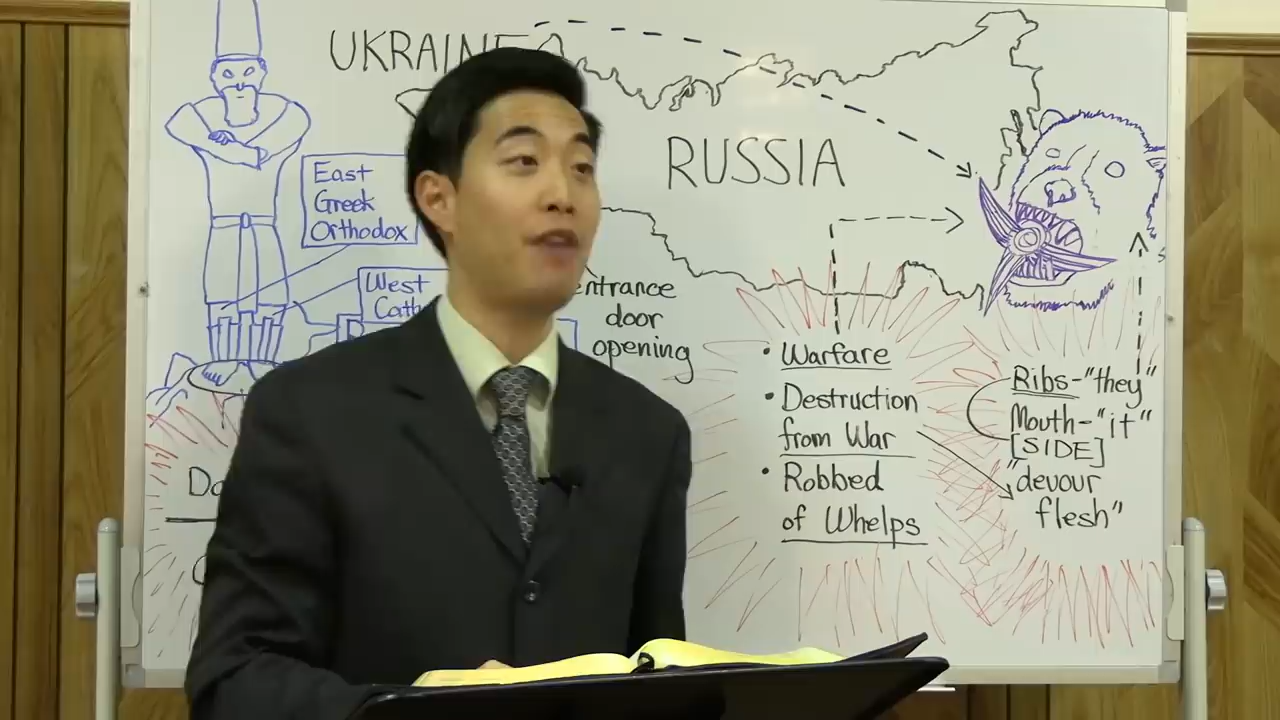 UKRAINE
RUSSIA
East
Greek
Orthodox
West
Cath
entrance
door
opening
• Warfare
• Destruction
from War
• Robbed
of Whelps
Ribs-"they"
Mouth-"it"
[SIDE]
"devour
flesh"